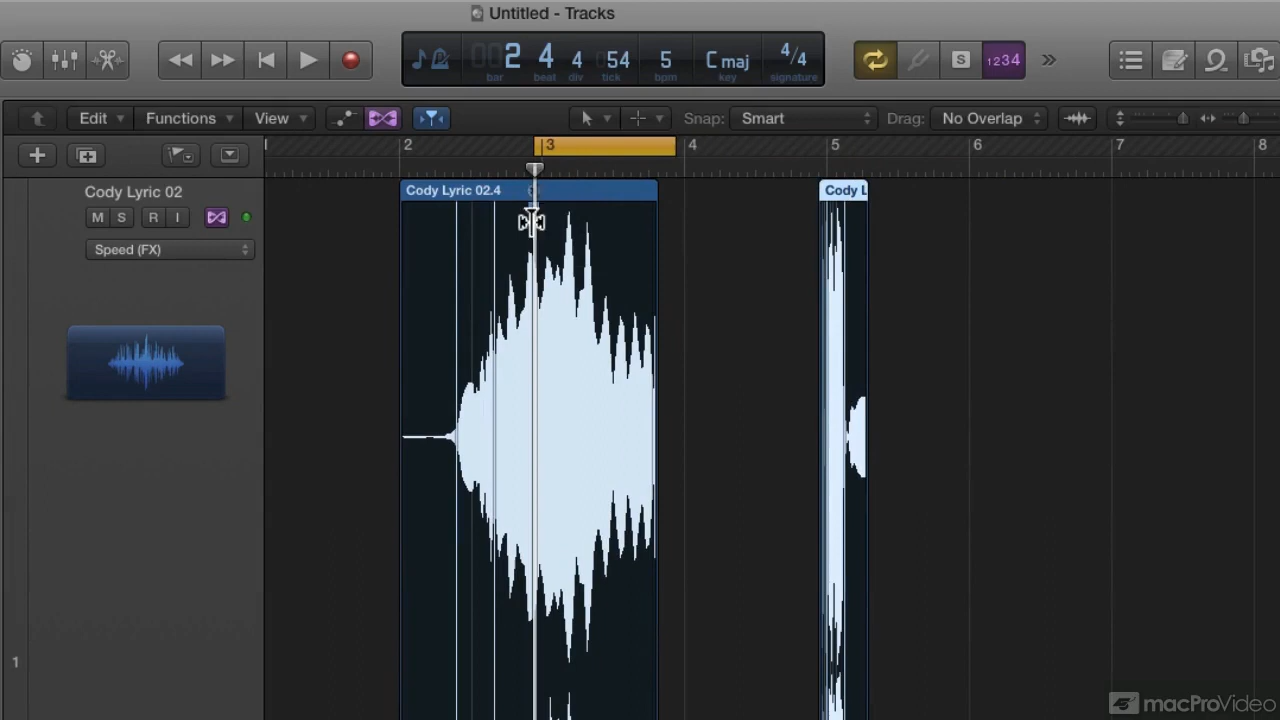 Untitled - Tracks
2 4 4 54 5 C maj 4/4
bar beat div tick bpm key signature
S 1234
Edit Functions View Snap: Smart Drag: No Overlap
2 3 4 5 6 7 8
Cody Lyric 02 Cody Lyric 02.4 Cody L
M S R I
Speed (FX)
1
macProVideo